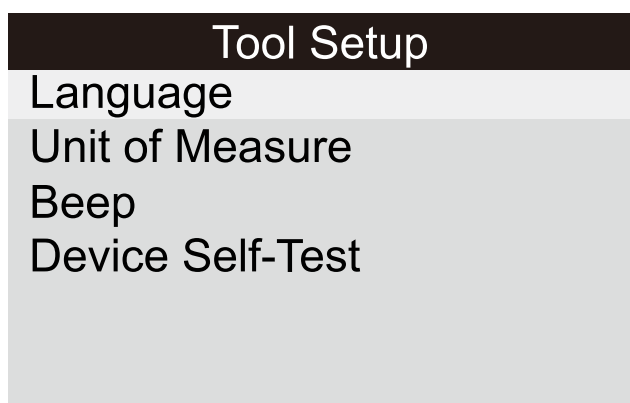 Tool Setup
Language
Unit of Measure
Beep
Device Self-Test